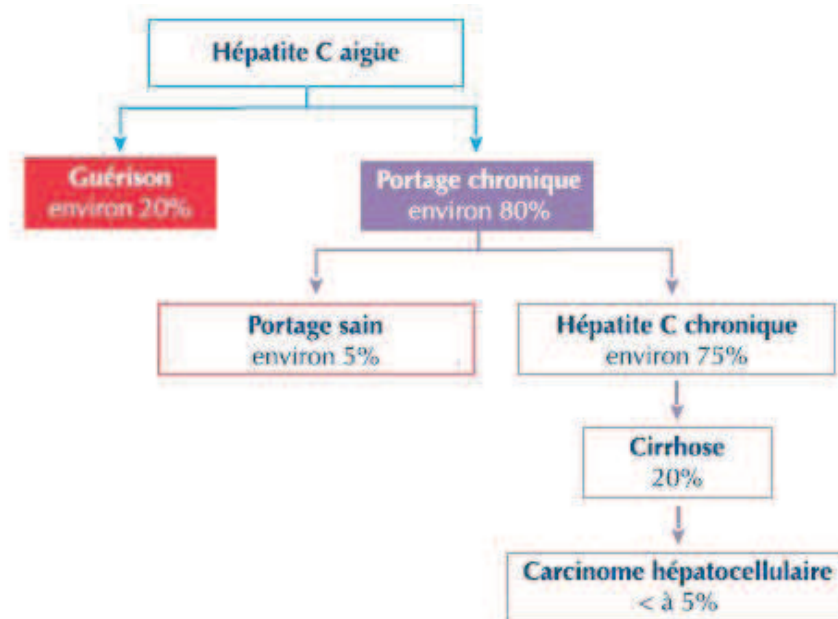 Hépatite C aigüe
Guérison
environ 20%
Portage chronique
environ 80%
Portage sain
environ 5%
Hépatite C chronique
environ 75%
Cirrhose
20%
Carcinome hépatocellulaire
< à 5%